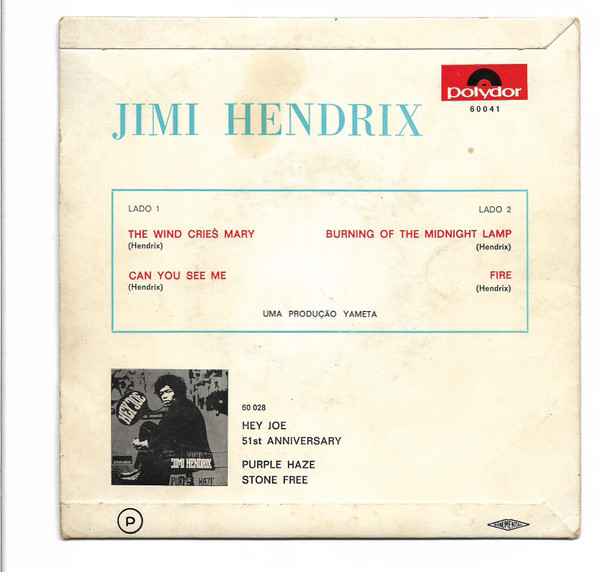 polydor
60041
JIMI HENDRIX
LADO 1
LADO 2
THE WIND CRIES MARY
(Hendrix)
BURNING OF THE MIDNIGHT LAMP
(Hendrix)
CAN YOU SEE ME
(Hendrix)
FIRE
(Hendrix)
UMA PRODUÇÃO YAMETA
HEY JOE
JIMI HENDRIX
PURPLE HAZE
60 028
HEY JOE
51st ANNIVERSARY
PURPLE HAZE
STONE FREE
P